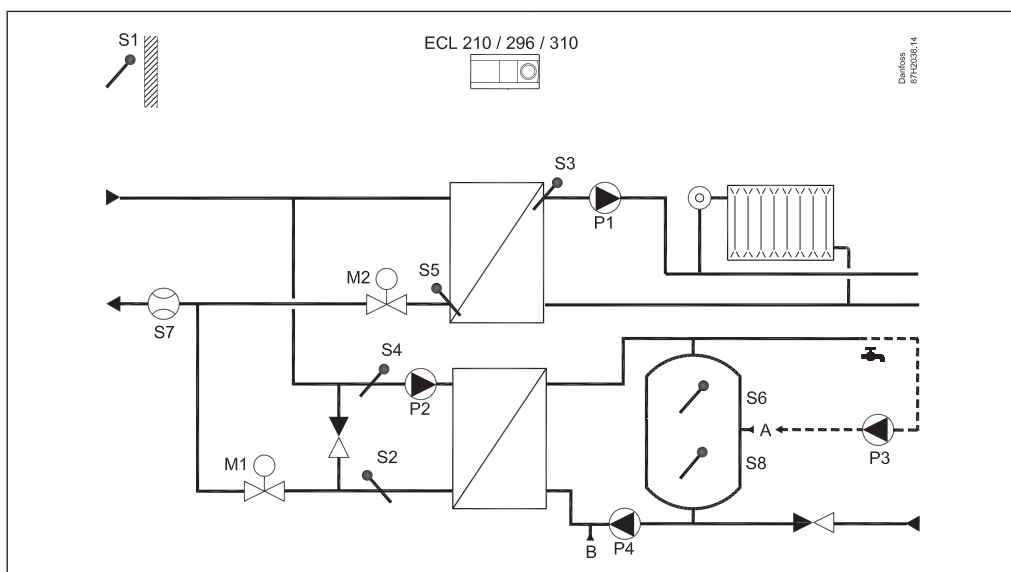 S1
ECL 210 / 296 / 310
Danfoss
87H2038.14
S3
P1
M2
S5
S7
S4
P2
S6
A
P3
S8
M1
S2
B
P4